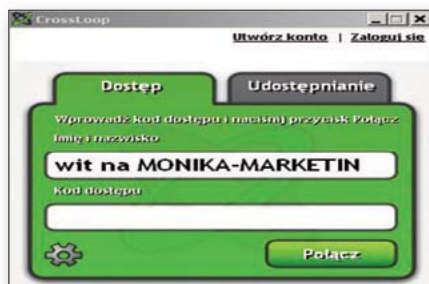 CrossLoop
Utwórz konto | Zaloguj się
Dostęp Udostępnianie
Wprowadź kod dostępu i naciśnij przycisk Połącz
Imię i nazwisko
wit na MONIKA-MARKETIN
Kod dostępu
Połącz